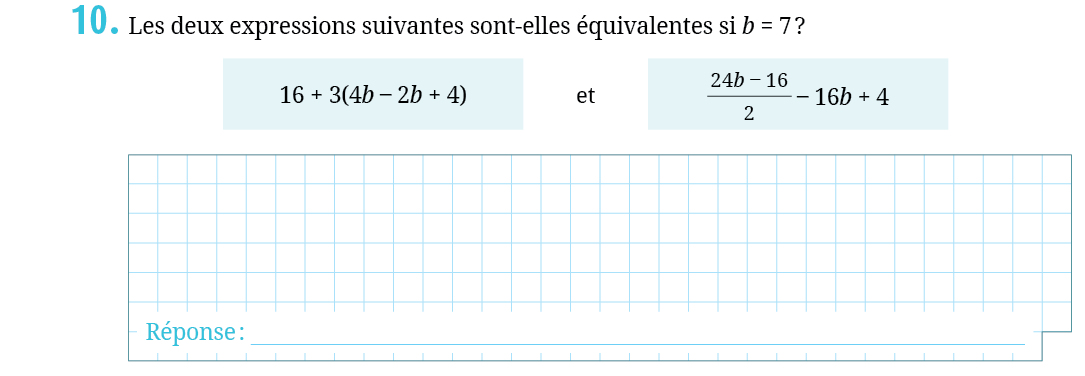 10. Les deux expressions suivantes sont-elles équivalentes si b = 7 ?
16 + 3(4b – 2b + 4) et (24b – 16)/2 – 16b + 4
Réponse :